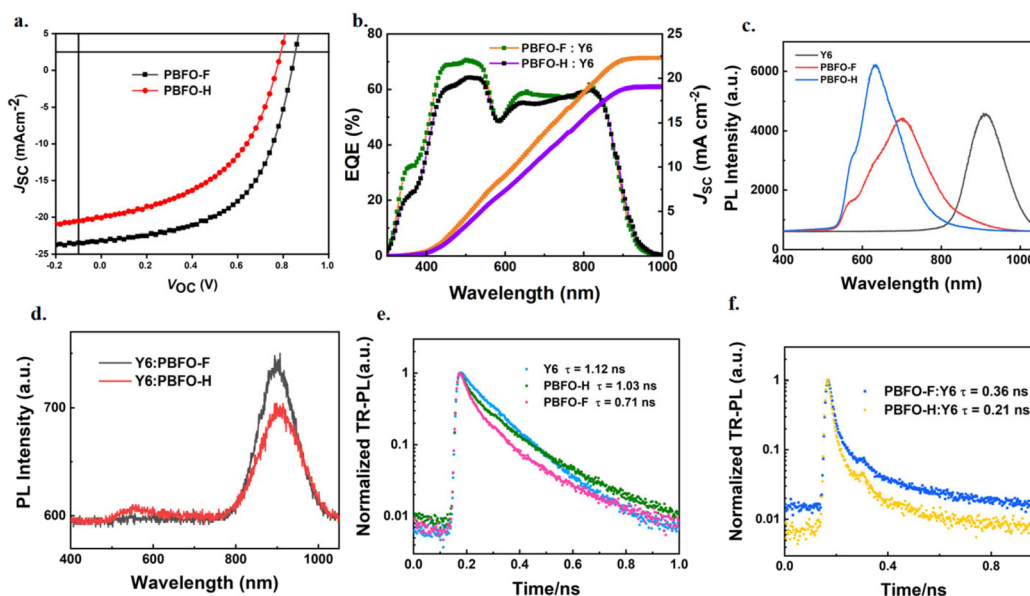 a.
5
0
-5
-10
-15
-20
-25
JSC (mAcm-2)
PBFO-F
PBFO-H
-0.2
0.0
0.2
0.4
0.6
0.8
1.0
VOC (V)
b.
80
60
40
20
0
EQE (%)
PBFO-F : Y6
PBFO-H : Y6
25
20
15
10
5
0
JSC (mA cm-2)
400
600
800
1000
Wavelength (nm)
c.
6000
4000
2000
PL Intensity (a.u.)
Y6
PBFO-F
PBFO-H
400
600
800
1000
Wavelength (nm)
d.
700
600
PL Intensity (a.u.)
Y6:PBFO-F
Y6:PBFO-H
400
600
800
1000
Wavelength (nm)
e.
1
0.1
0.01
Normalized TR-PL(a.u.)
Y6 τ = 1.12 ns
PBFO-H τ = 1.03 ns
PBFO-F τ = 0.71 ns
0.0
0.2
0.4
0.6
0.8
1.0
Time/ns
f.
1
0.1
0.01
Normalized TR-PL (a.u.)
PBFO-F:Y6 τ = 0.36 ns
PBFO-H:Y6 τ = 0.21 ns
0.0
0.4
0.8
Time/ns